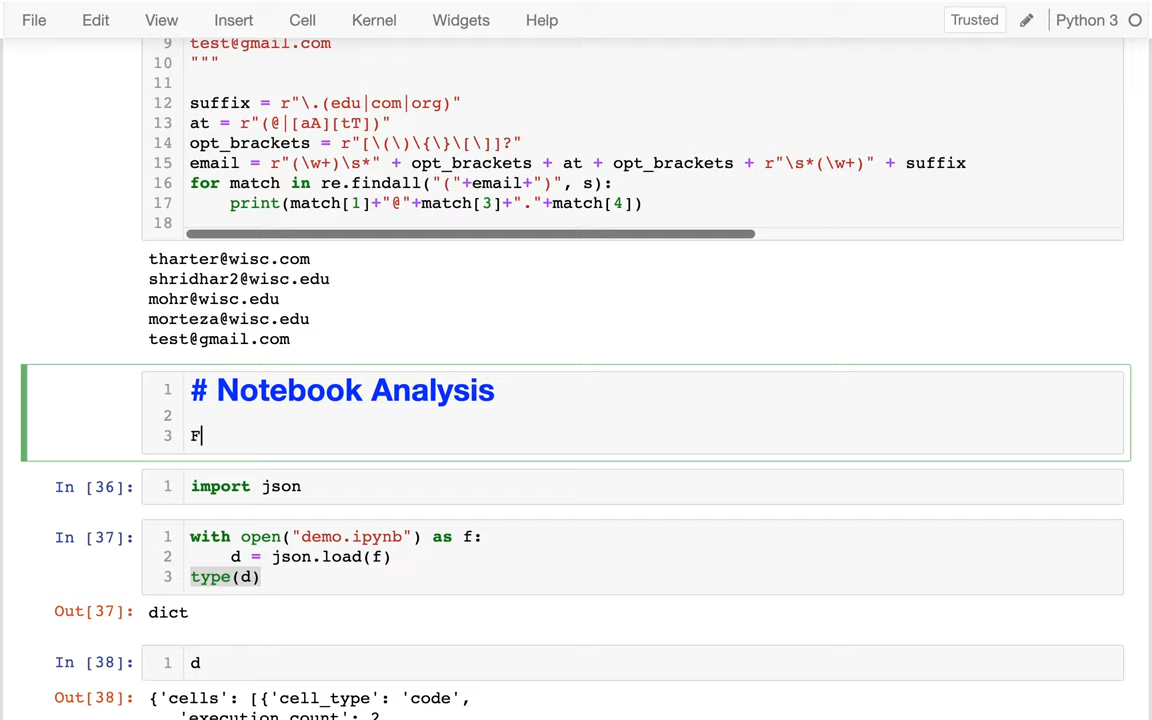 File Edit View Insert Cell Kernel Widgets Help Trusted Python 3
9 test@gmail.com
10 """
11
12 suffix = r"\.(edu|com|org)"
13 at = r"(@|[aA][tT])"
14 opt_brackets = r"[\(\)\{\}\[\]]?"
15 email = r"(\w+)\s*" + opt_brackets + at + opt_brackets + r"\s*(\w+)" + suffix
16 for match in re.findall("("+email+")", s):
17     print(match[1]+"@"+match[3]+"."+match[4])
18
tharter@wisc.com
shridhar2@wisc.edu
mohr@wisc.edu
morteza@wisc.edu
test@gmail.com
1 # Notebook Analysis
2
3 F
In [36]: 1 import json
In [37]: 1 with open("demo.ipynb") as f:
2     d = json.load(f)
3 type(d)
Out[37]: dict
In [38]: 1 d
Out[38]: {'cells': [{'cell_type': 'code',
'execution_count': 2,